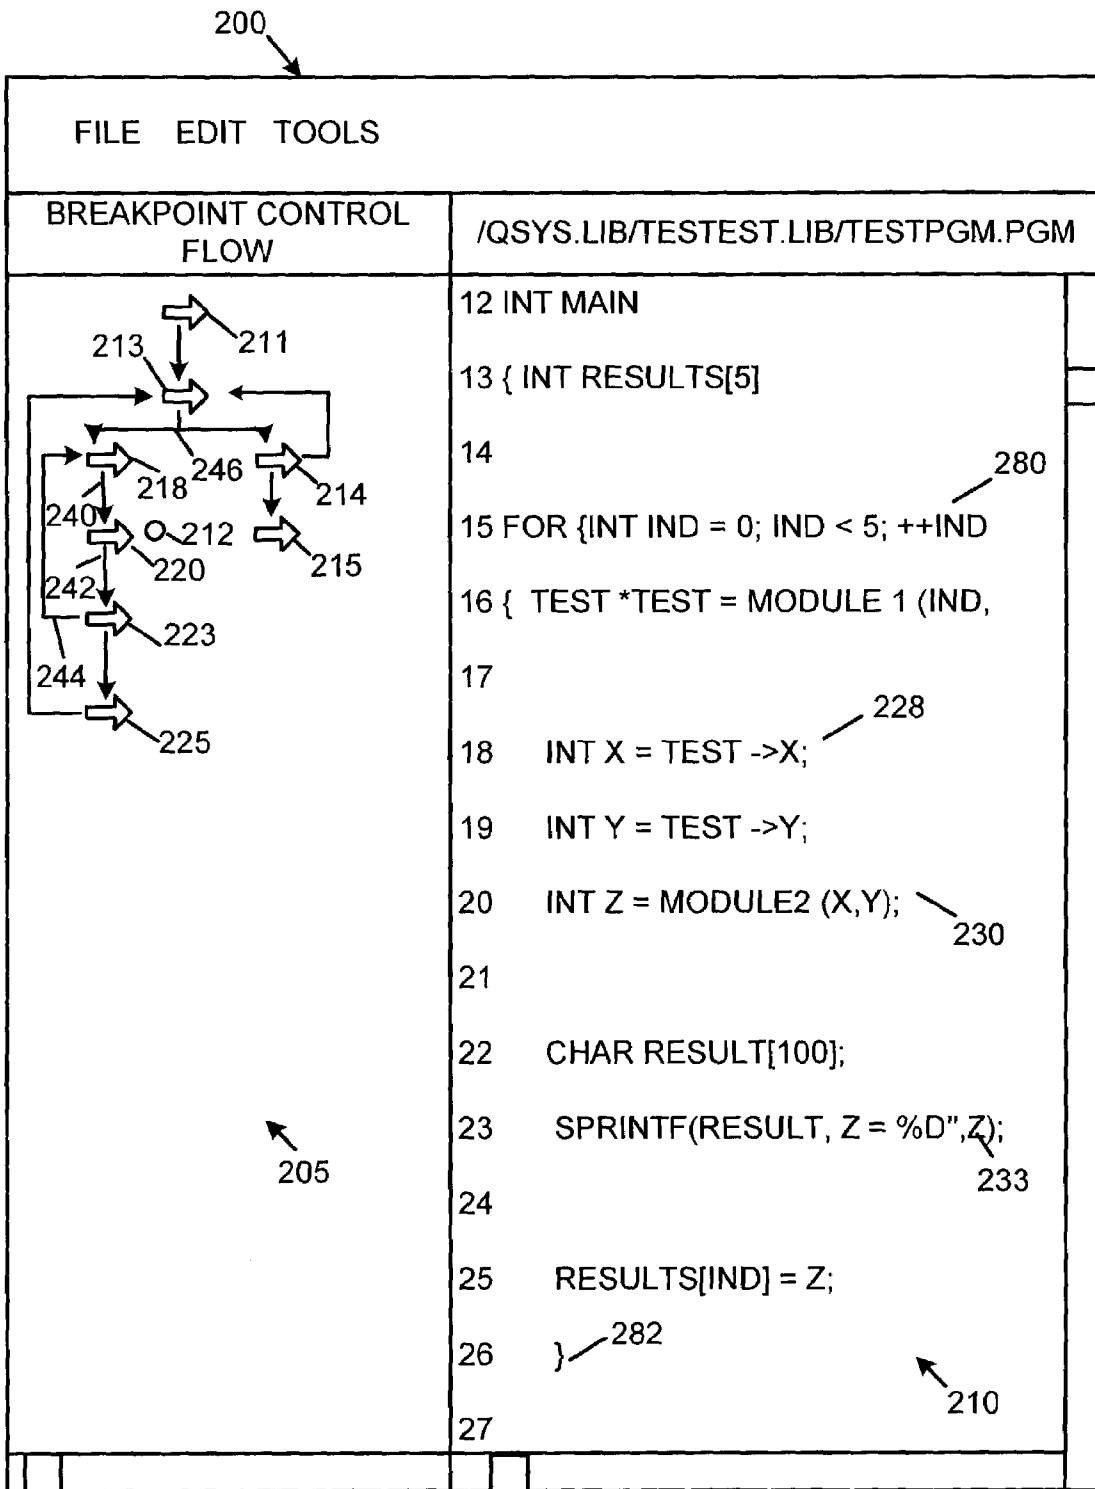 200
FILE EDIT TOOLS
BREAKPOINT CONTROL
FLOW
/QSYS.LIB/TESTEST.LIB/TESTPGM.PGM
211
213
246
218
214
240
212
220
215
242
223
244
225
205
12 INT MAIN
13 { INT RESULTS[5]
14
280
15 FOR {INT IND = 0; IND < 5; ++IND
16 { TEST *TEST = MODULE 1 (IND,
17
228
18 INT X = TEST ->X;
19 INT Y = TEST ->Y;
20 INT Z = MODULE2 (X,Y);
230
21
22 CHAR RESULT[100];
23 SPRINTF(RESULT, Z = %D",Z);
233
24
25 RESULTS[IND] = Z;
282
26 }
210
27